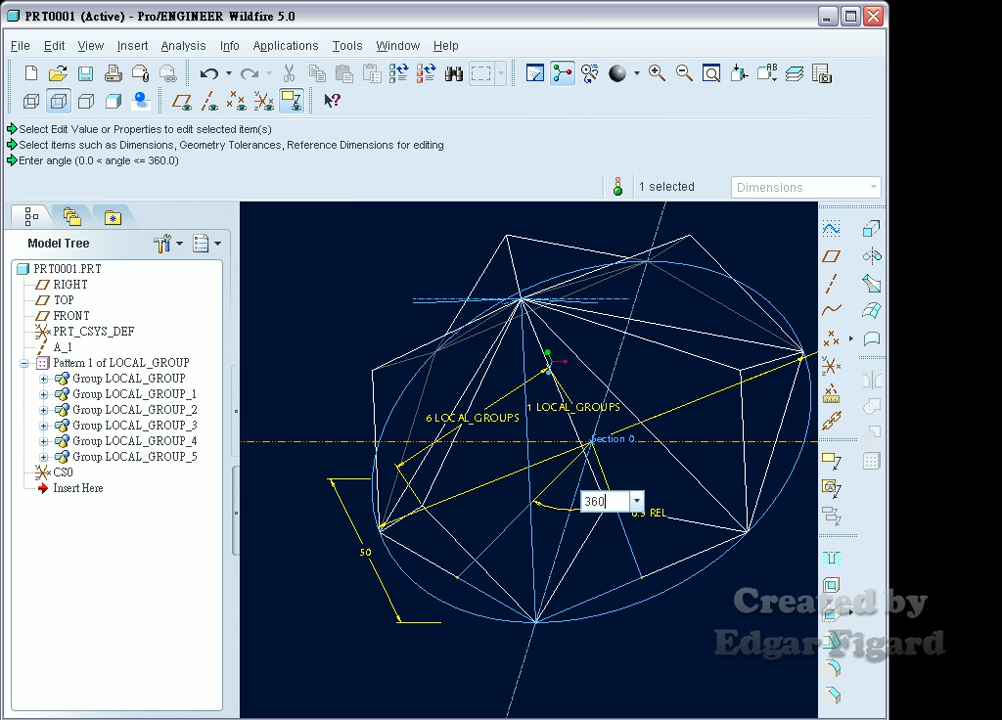 PRT0001 (Active) - Pro/ENGINEER Wildfire 5.0
File Edit View Insert Analysis Info Applications Tools Window Help
Select Edit Value or Properties to edit selected item(s)
Select items such as Dimensions, Geometry Tolerances, Reference Dimensions for editing
Enter angle (0.0 < angle <= 360.0)
1 selected
Dimensions
Model Tree
PRT0001.PRT
RIGHT
TOP
FRONT
PRT_CSYS_DEF
A_1
Pattern 1 of LOCAL_GROUP
Group LOCAL_GROUP
Group LOCAL_GROUP_1
Group LOCAL_GROUP_2
Group LOCAL_GROUP_3
Group LOCAL_GROUP_4
Group LOCAL_GROUP_5
CS0
Insert Here
6 LOCAL_GROUPS
1 LOCAL_GROUPS
Section 0
360
REL
50
Created by
Edgar Figard